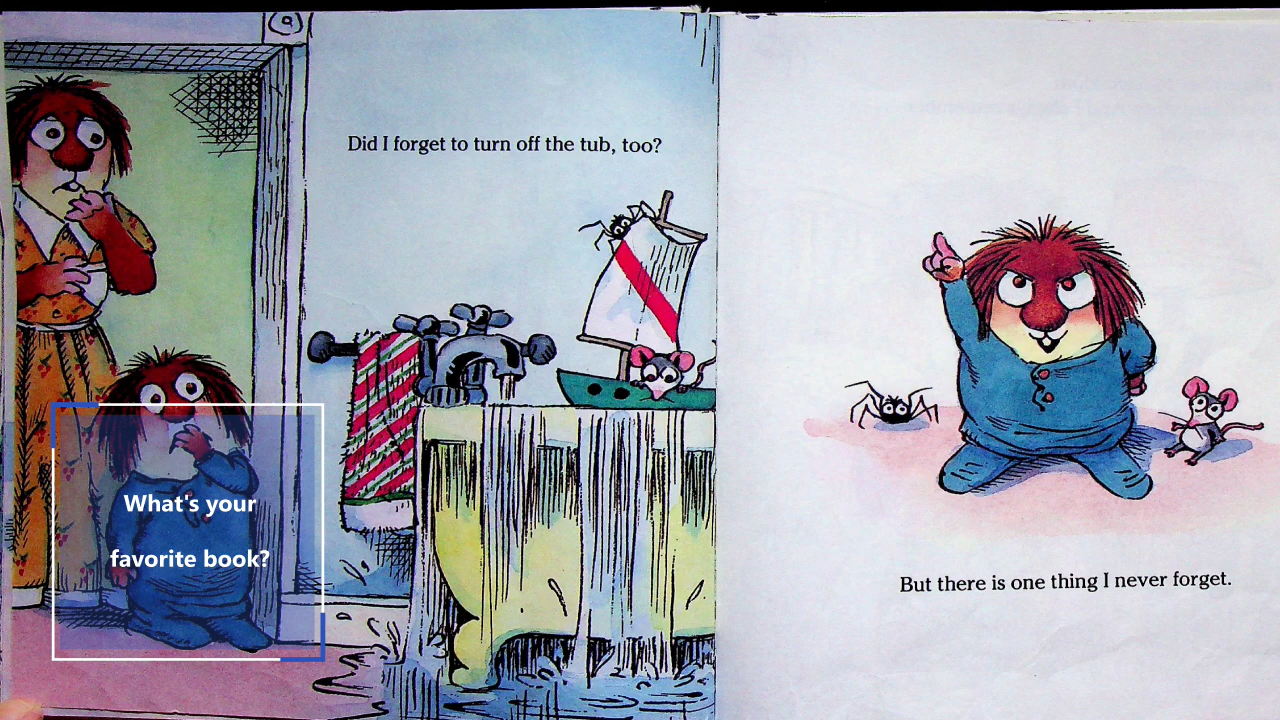 Did I forget to turn off the tub, too?
What's your
favorite book?
But there is one thing I never forget.